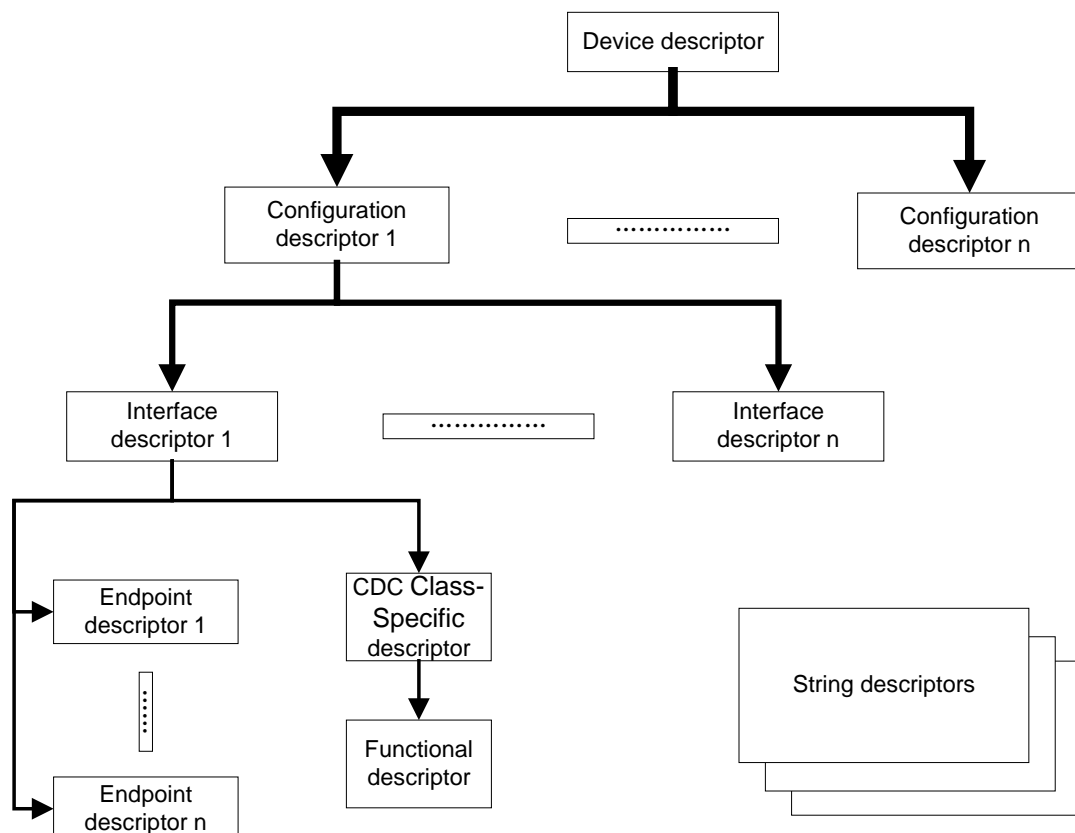 Device descriptor
Configuration
descriptor 1
...............
Configuration
descriptor n
Interface
descriptor 1
...............
Interface
descriptor n
Endpoint
descriptor 1
CDC Class-
Specific
descriptor
......
String descriptors
Functional
descriptor
Endpoint
descriptor n